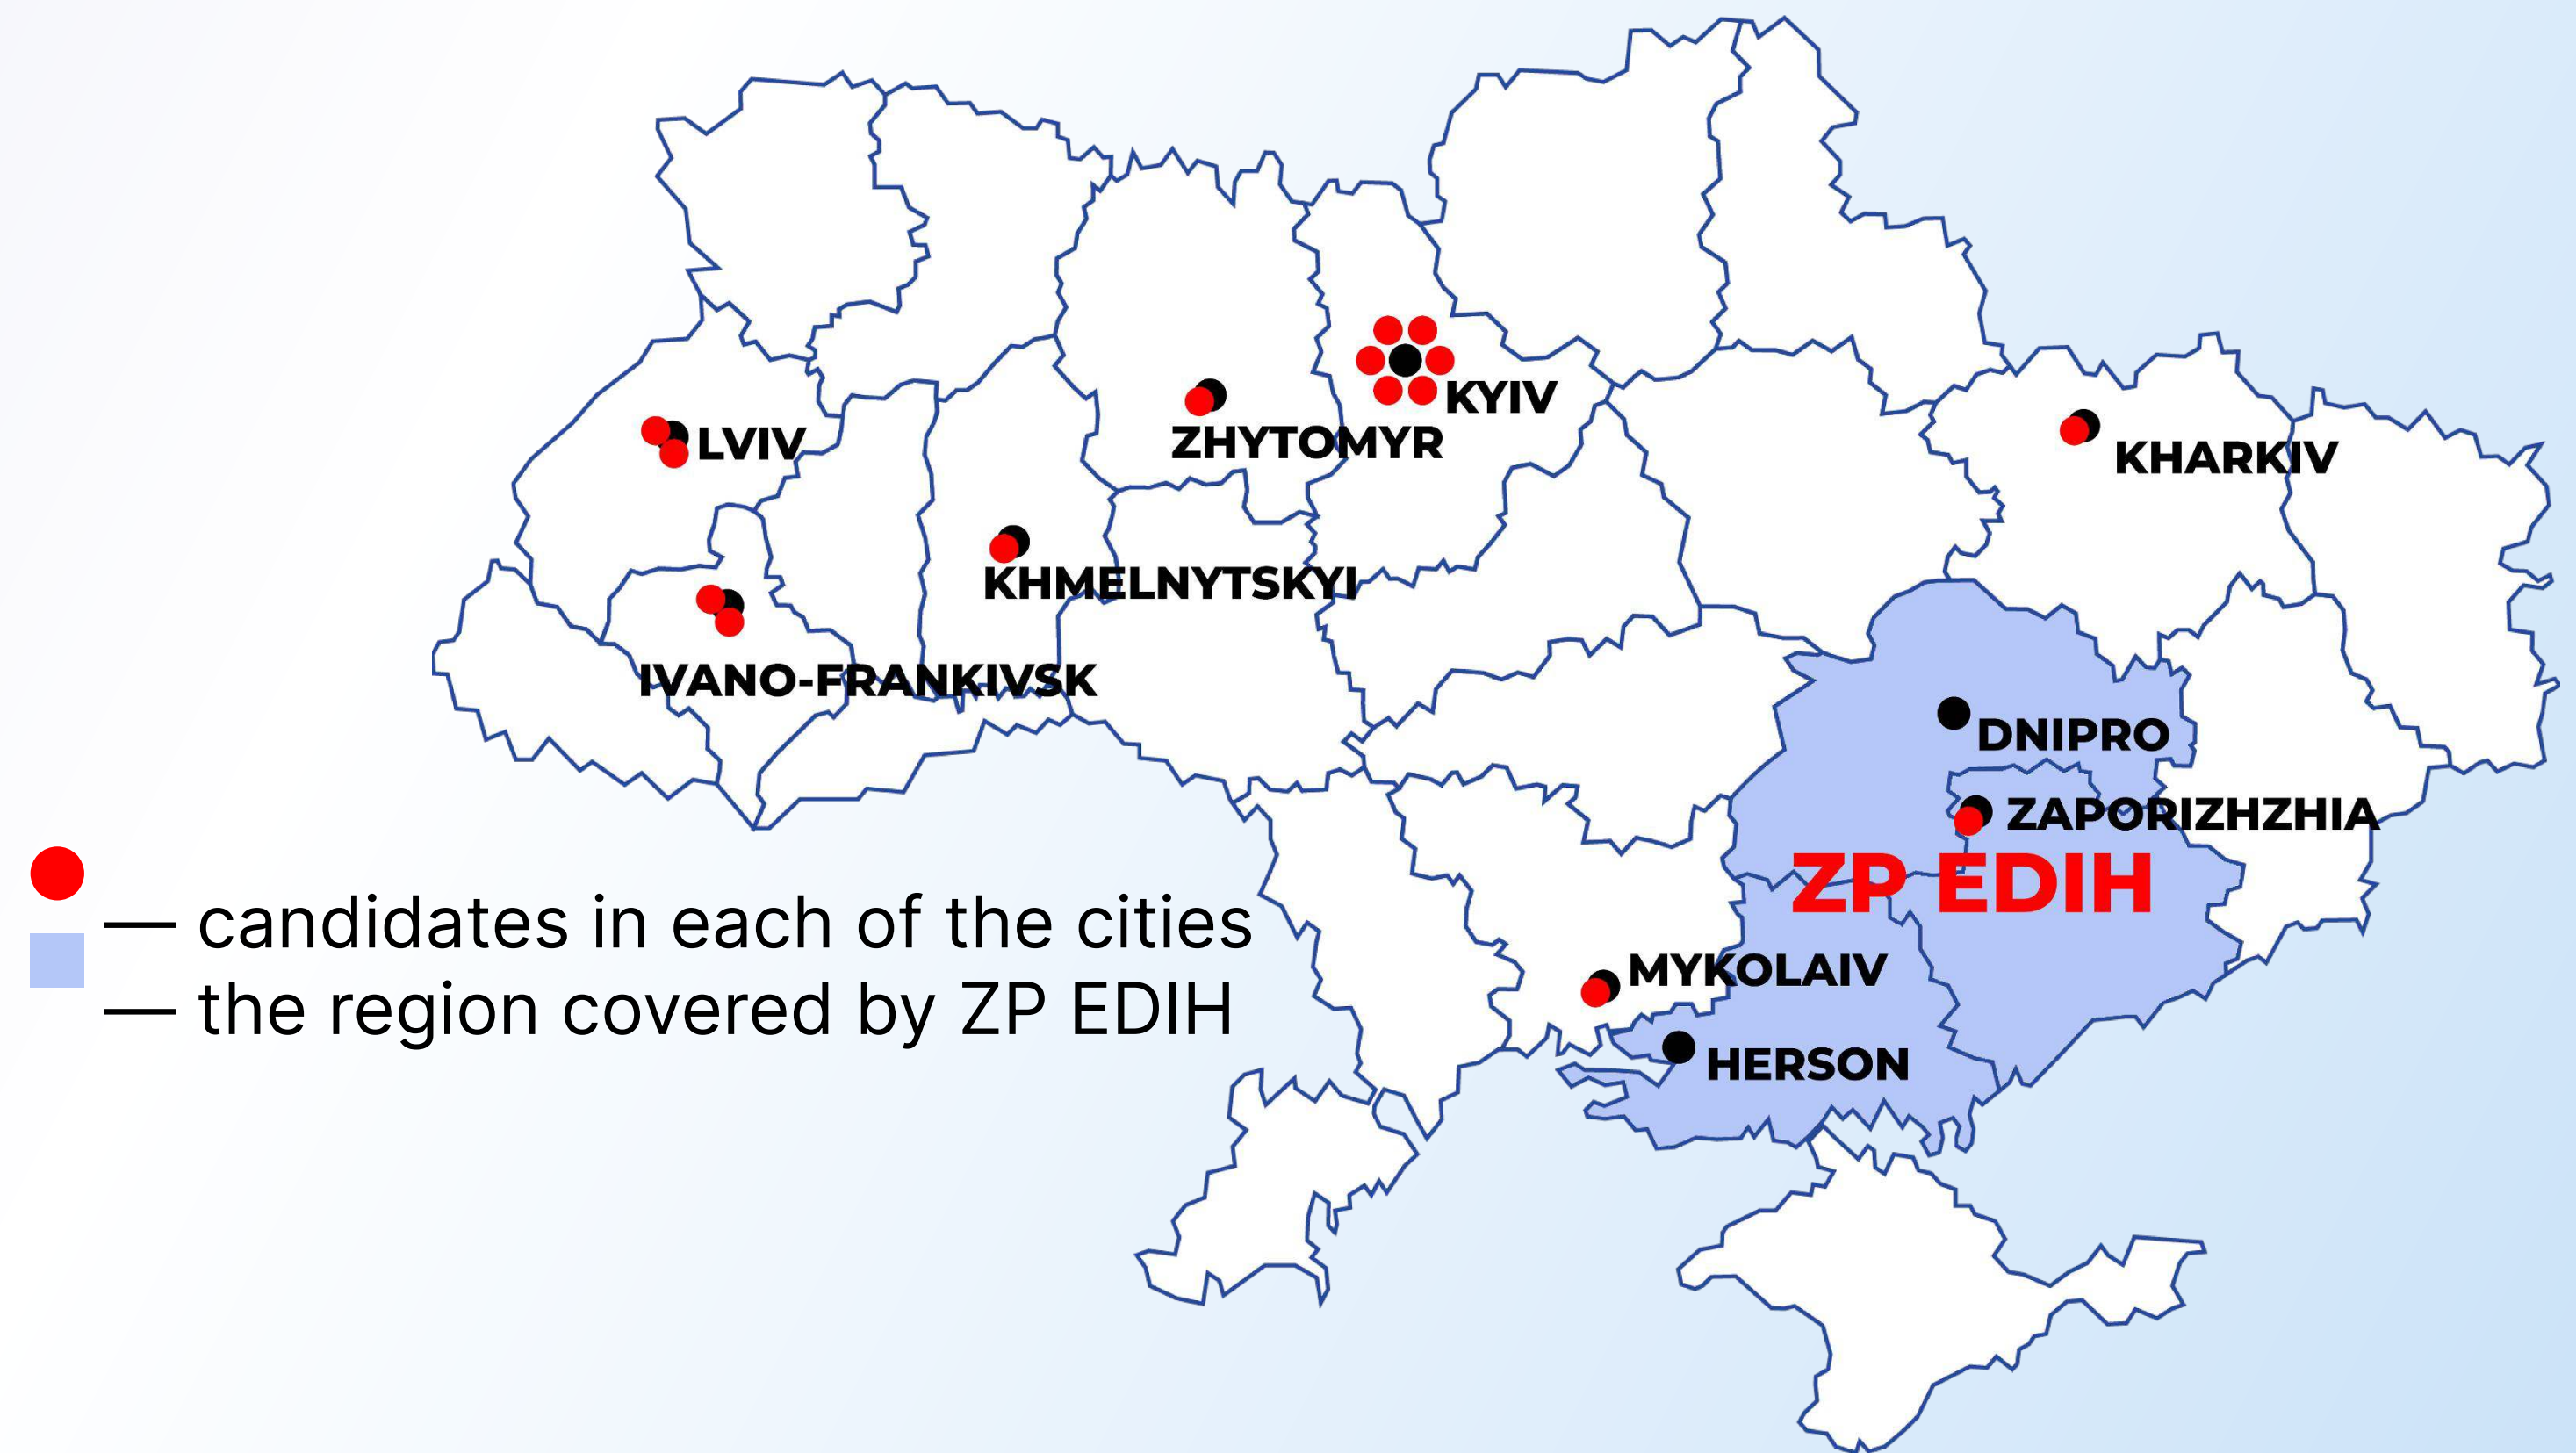 KYIV
ZHYTOMYR
LVIV
KHARKIV
KHMELNYTSKYI
IVANO-FRANKIVSK
DNIPRO
ZAPORIZHZHIA
ZP EDIH
— candidates in each of the cities
MYKOLAIV
— the region covered by ZP EDIH
HERSON